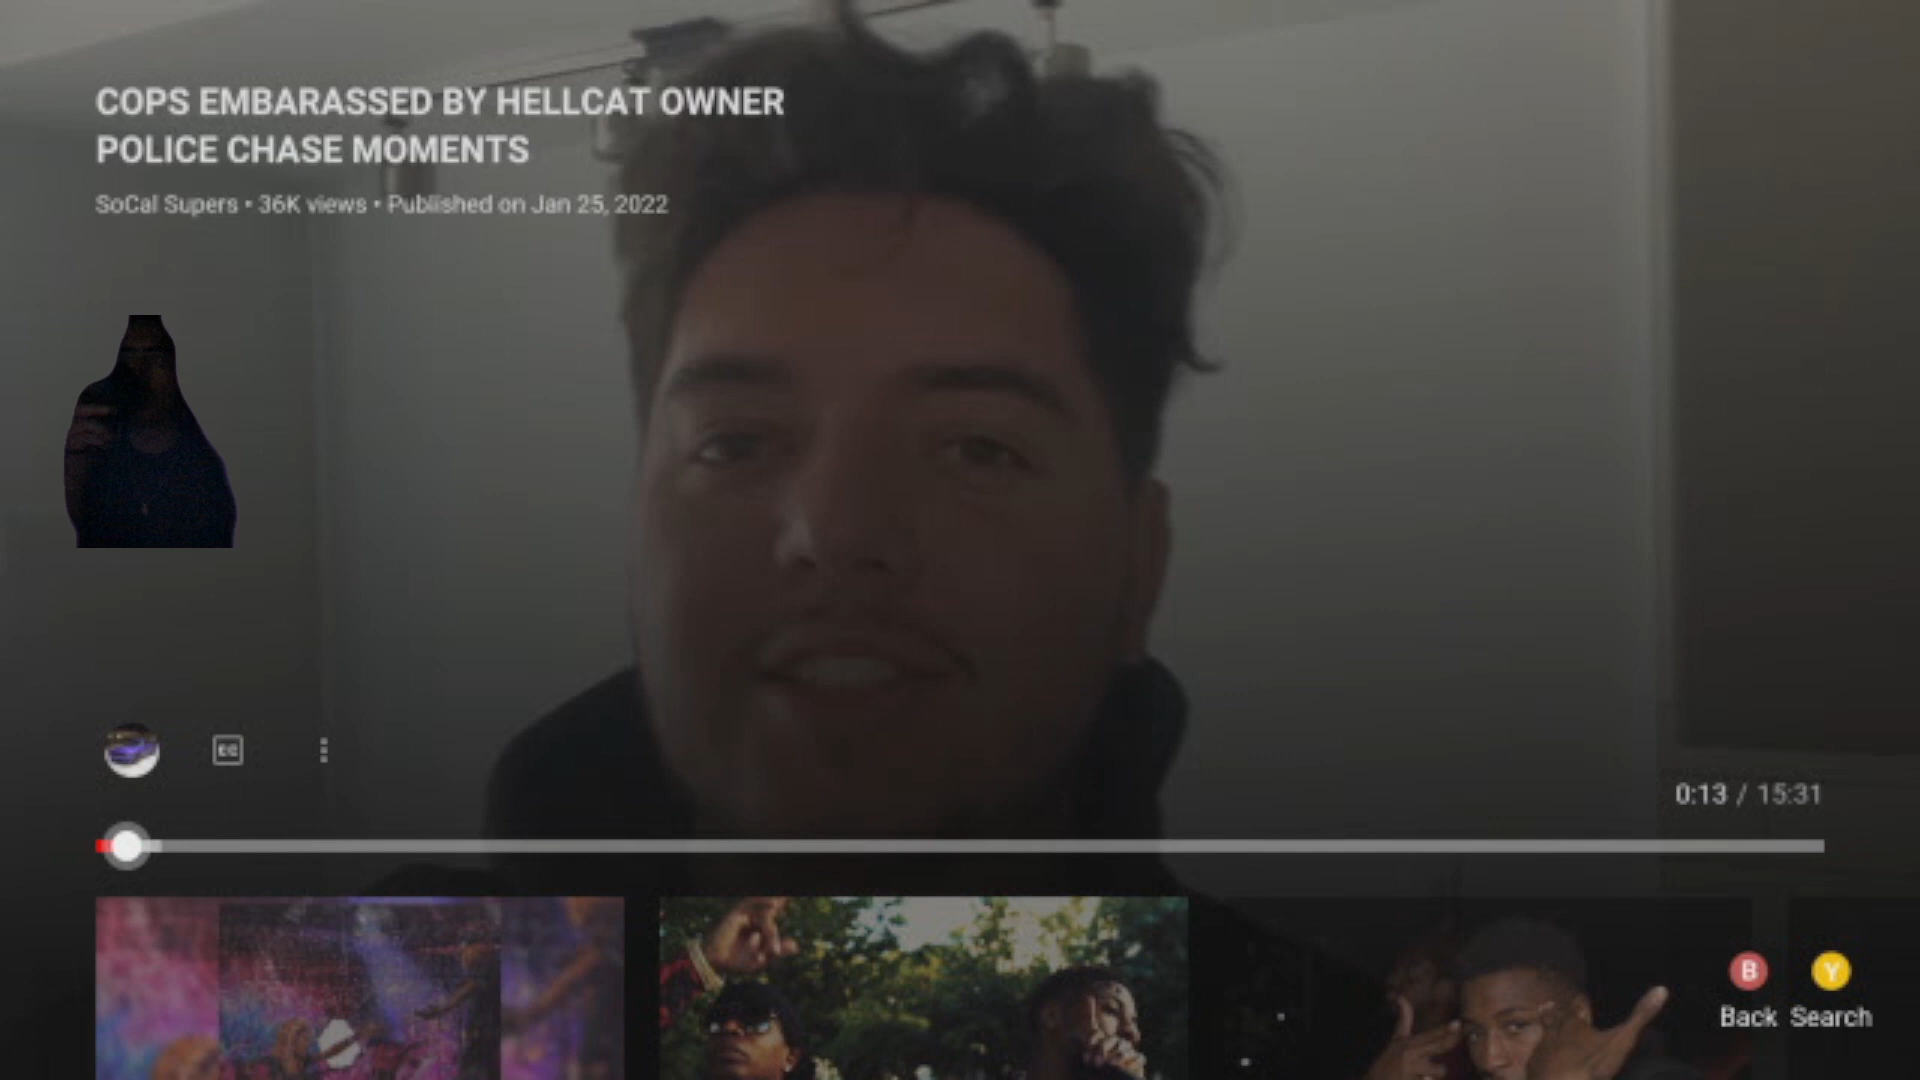 COPS EMBARASSED BY HELLCAT OWNER
POLICE CHASE MOMENTS
SoCal Supers • 36K views • Published on Jan 25, 2022
CC
0:13 / 15:31
B
Y
Back
Search